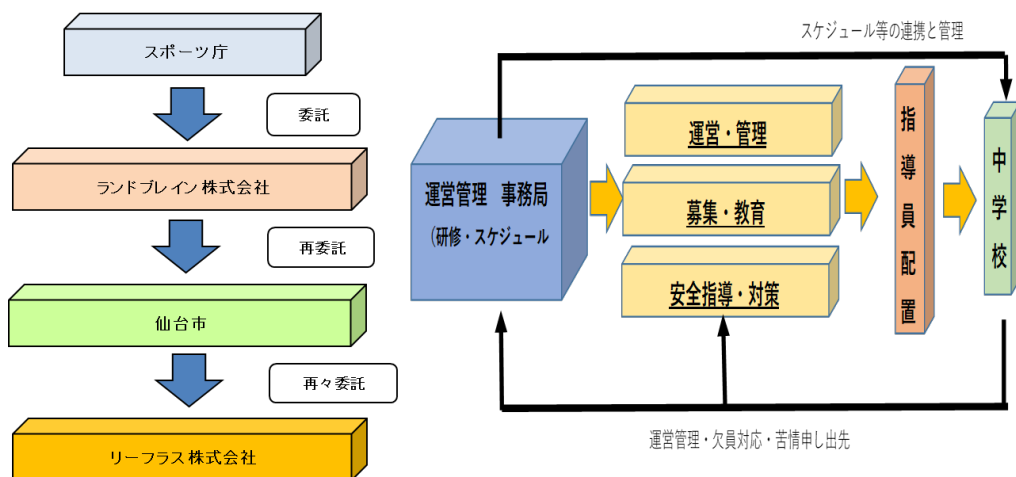 スポーツ庁
委託
ランドブレイン株式会社
再委託
仙台市
再々委託
リーフラス株式会社
スケジュール等の連携と管理
運営管理 事務局
(研修・スケジュール
運営・管理
募集・教育
安全指導・対策
指導員配置
中学校
運営管理・欠員対応・苦情申し出先